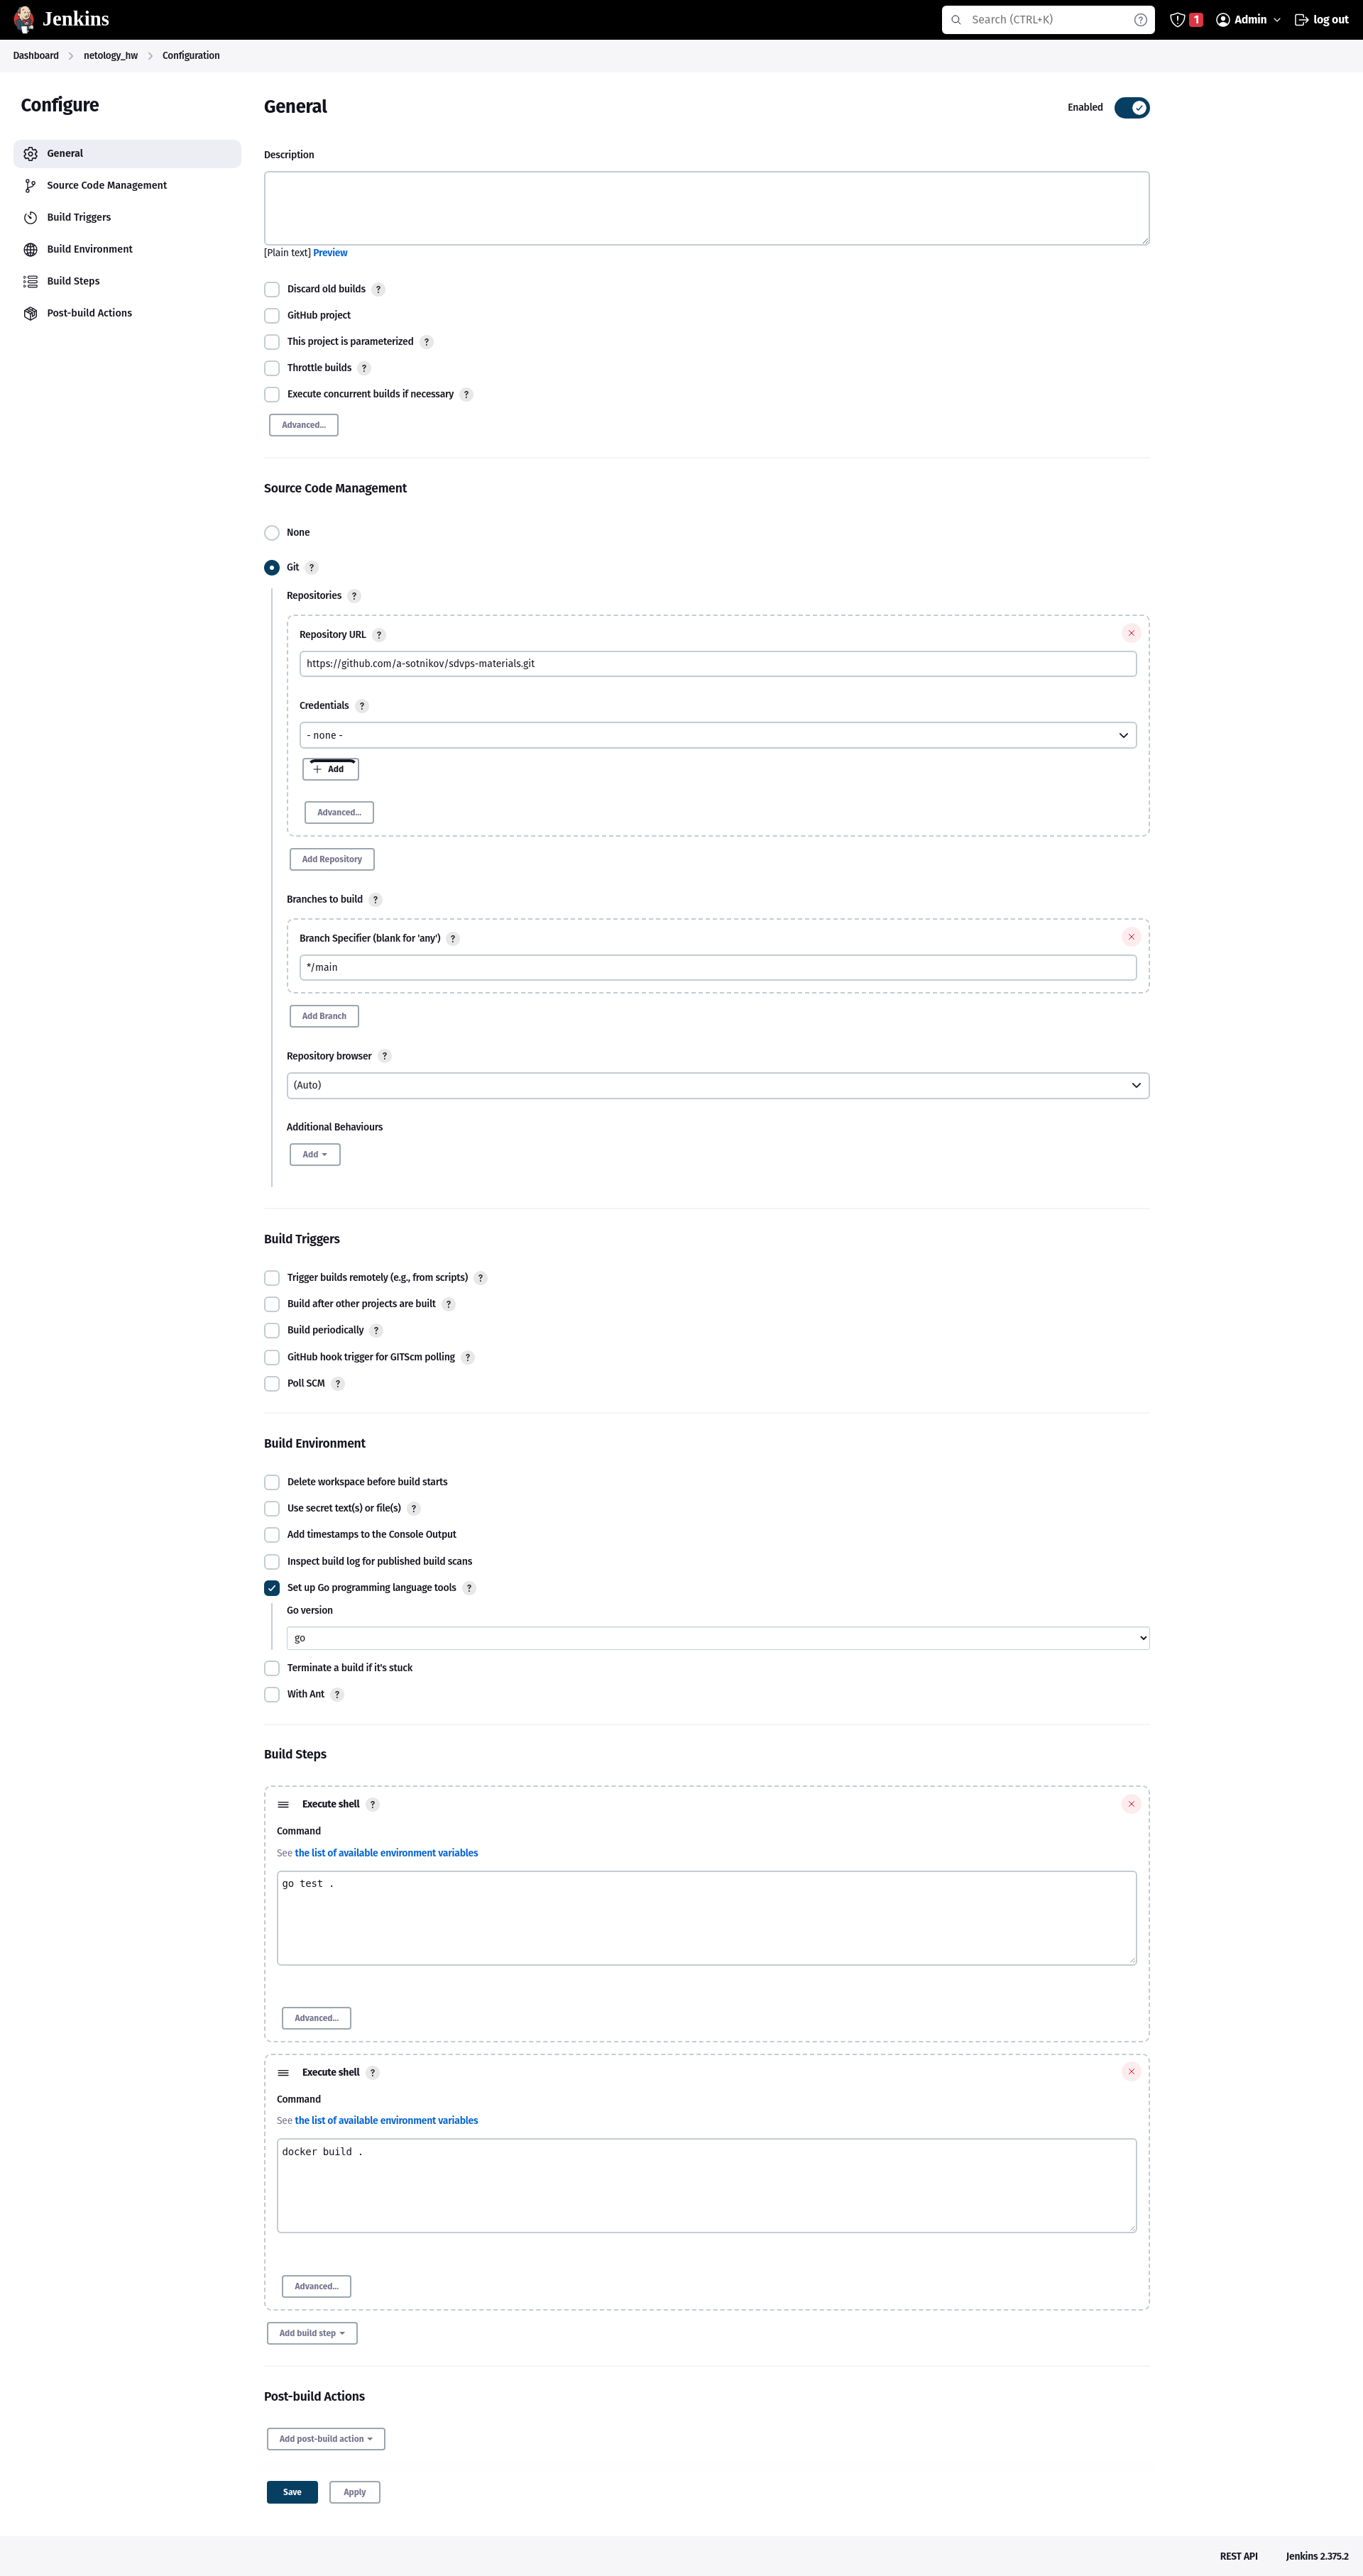 Jenkins
Search (CTRL+K)
1
Admin
log out
Dashboard
netology_hw
Configuration
Configure
General
Source Code Management
Build Triggers
Build Environment
Build Steps
Post-build Actions
General
Enabled
Description
[Plain text] Preview
Discard old builds ?
GitHub project
This project is parameterized ?
Throttle builds ?
Execute concurrent builds if necessary ?
Advanced...
Source Code Management
None
Git ?
Repositories ?
Repository URL ?
https://github.com/a-sotnikov/sdvps-materials.git
Credentials ?
- none -
+ Add
Advanced...
Add Repository
Branches to build ?
Branch Specifier (blank for 'any') ?
*/main
Add Branch
Repository browser ?
(Auto)
Additional Behaviours
Add
Build Triggers
Trigger builds remotely (e.g., from scripts) ?
Build after other projects are built ?
Build periodically ?
GitHub hook trigger for GITScm polling ?
Poll SCM ?
Build Environment
Delete workspace before build starts
Use secret text(s) or file(s) ?
Add timestamps to the Console Output
Inspect build log for published build scans
Set up Go programming language tools ?
Go version
go
Terminate a build if it's stuck
With Ant ?
Build Steps
Execute shell ?
Command
See the list of available environment variables
go test .
Advanced...
Execute shell ?
Command
See the list of available environment variables
docker build .
Advanced...
Add build step
Post-build Actions
Add post-build action
Save
Apply
REST API
Jenkins 2.375.2